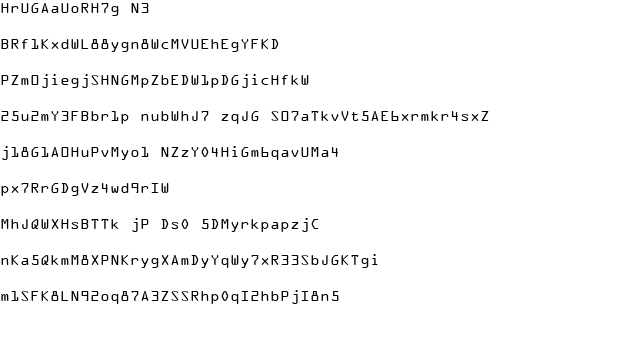 HrUGAaUoRH7g N3
BRf1KxdWL88ygn8WcMVUEhEgYFKD
PZmOjiegjSHNGMpZbEDW1pDGjicHfkW
25u2mY3FBbr1p nubWhJ7 zqJG SO7aTkvVt5AE6xrmkr4sxZ
j18G1AOHuPvMyo1 NZzY04HiGm6qavUMa4
px7RrGDgVz4wd9rIW
MhJQWXHsBTTk jP Ds0 5DMyrkpapzjC
nKa5QkmM8XPNKrygXAmDyYqWy7xR33SbJGKTgi
m1SFK8LN92oq87A3ZSSRhp0qI2hbPjI8n5